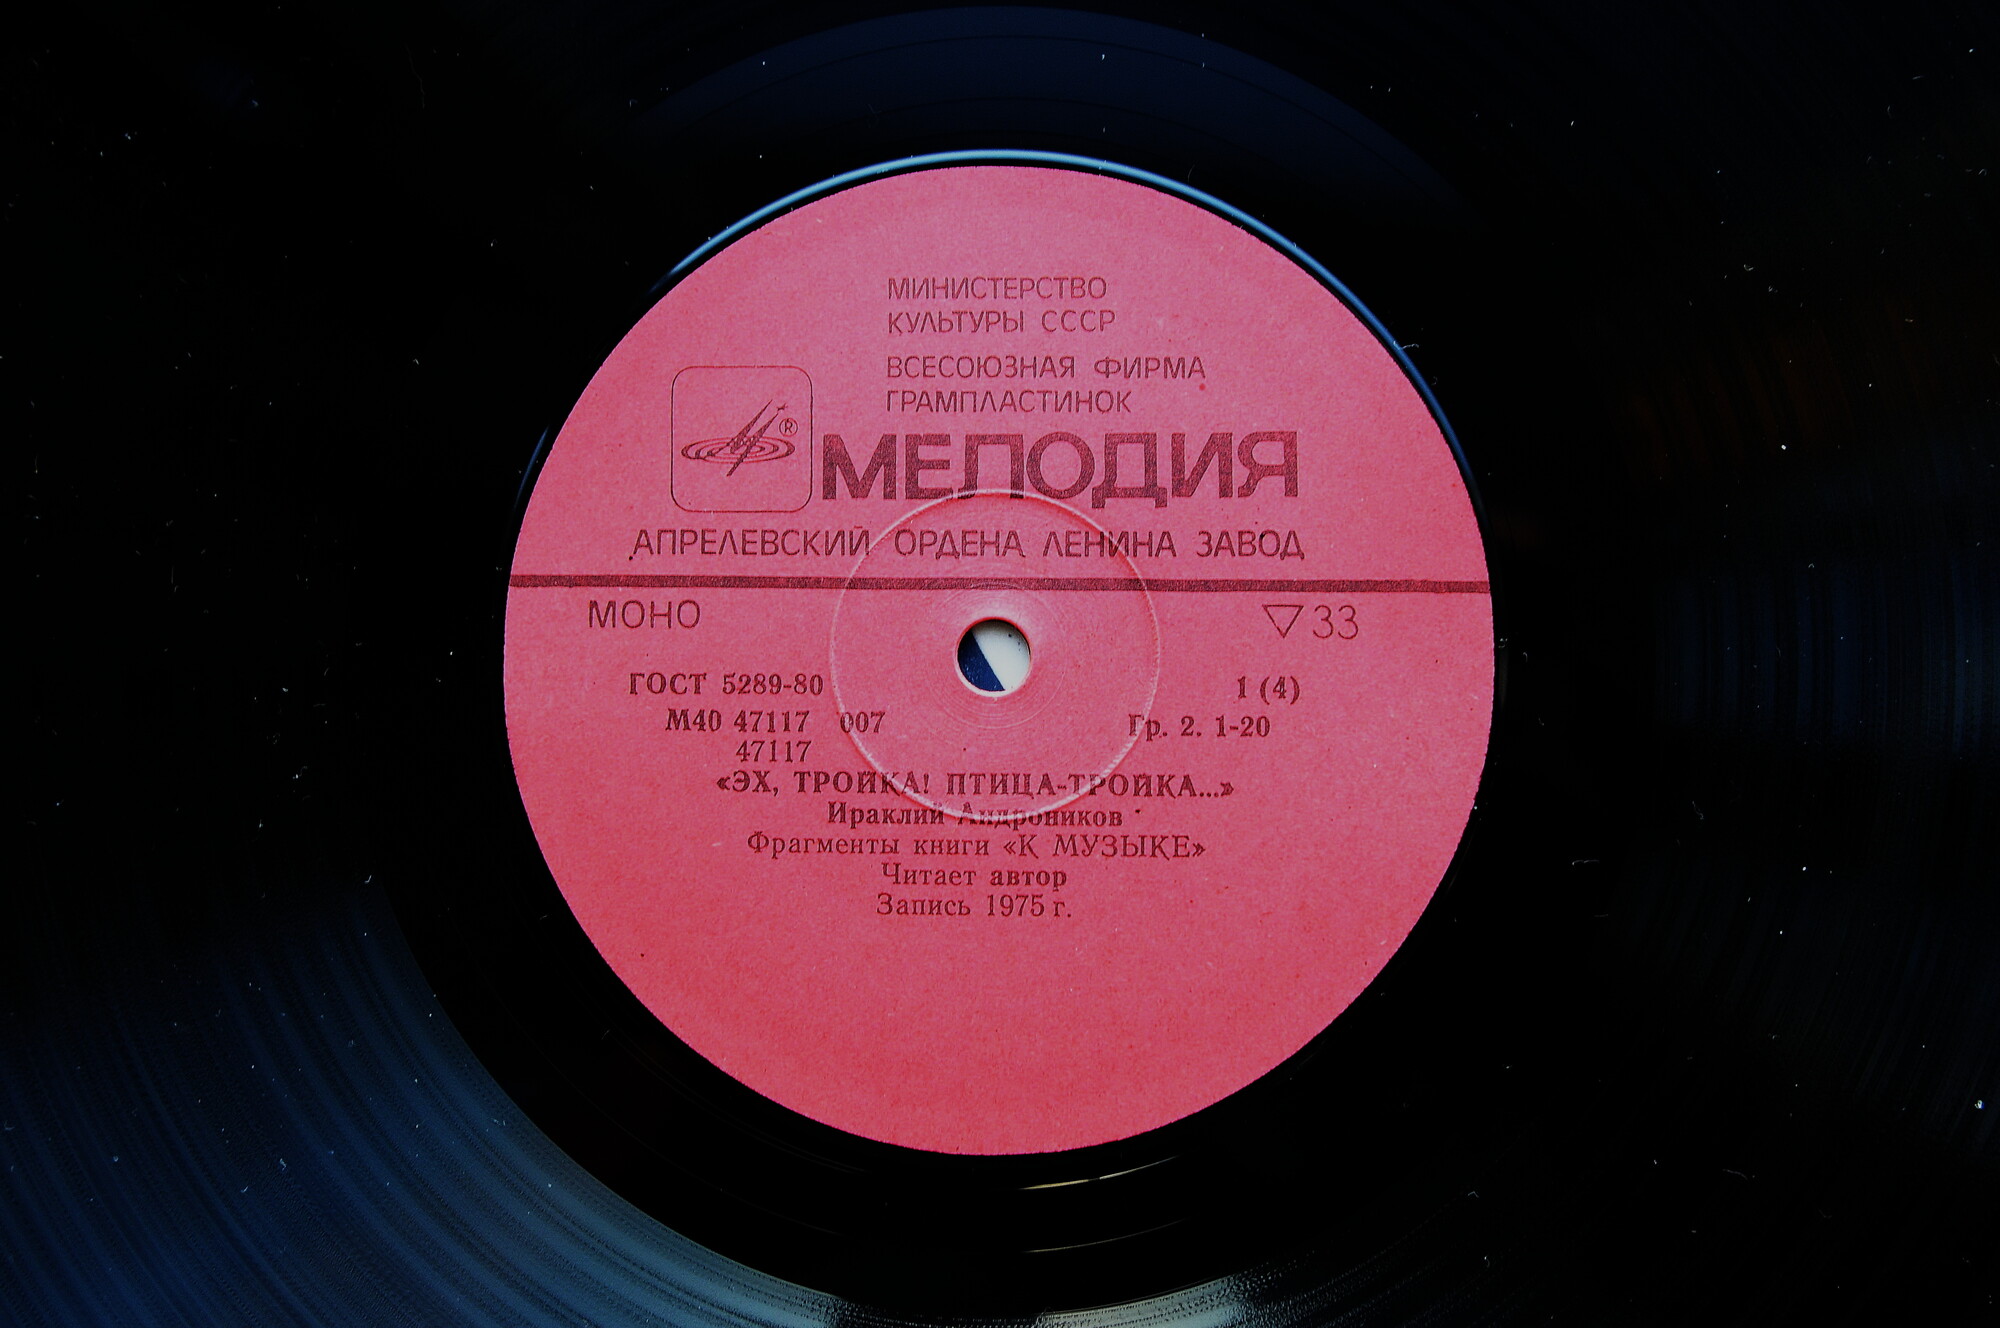 МИНИСТЕРСТВО
КУЛЬТУРЫ СССР
ВСЕСОЮЗНАЯ ФИРМА
ГРАМПЛАСТИНОК
®
МЕЛОДИЯ
АПРЕЛЕВСКИЙ ОРДЕНА ЛЕНИНА ЗАВОД
МОНО ▽33
ГОСТ 5289-80 1 (4)
М40 47117 007 Гр. 2. 1-20
47117
«ЭХ, ТРОЙКА! ПТИЦА-ТРОЙКА...»
Ираклий Андроников
Фрагменты книги «К МУЗЫКЕ»
Читает автор
Запись 1975 г.